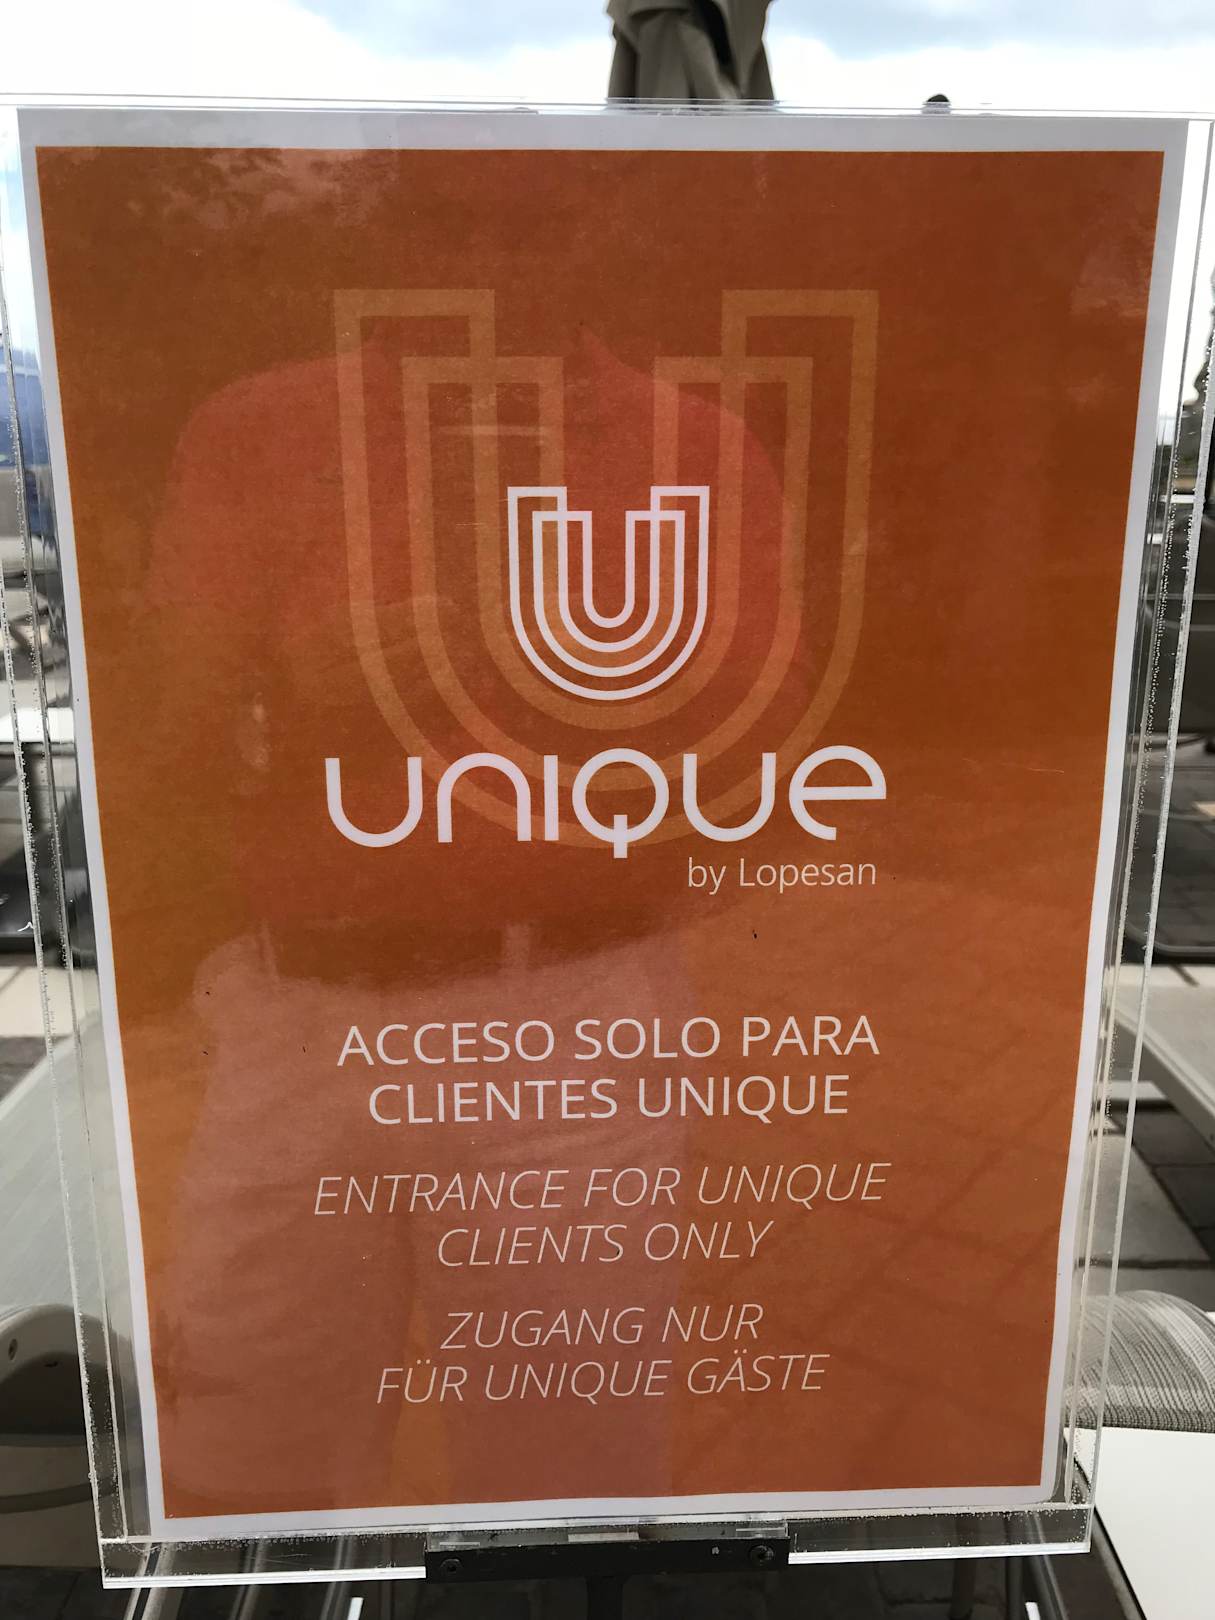 UNIQUE
by Lopesan
ACCESO SOLO PARA
CLIENTES UNIQUE
ENTRANCE FOR UNIQUE
CLIENTS ONLY
ZUGANG NUR
FÜR UNIQUE GÄSTE